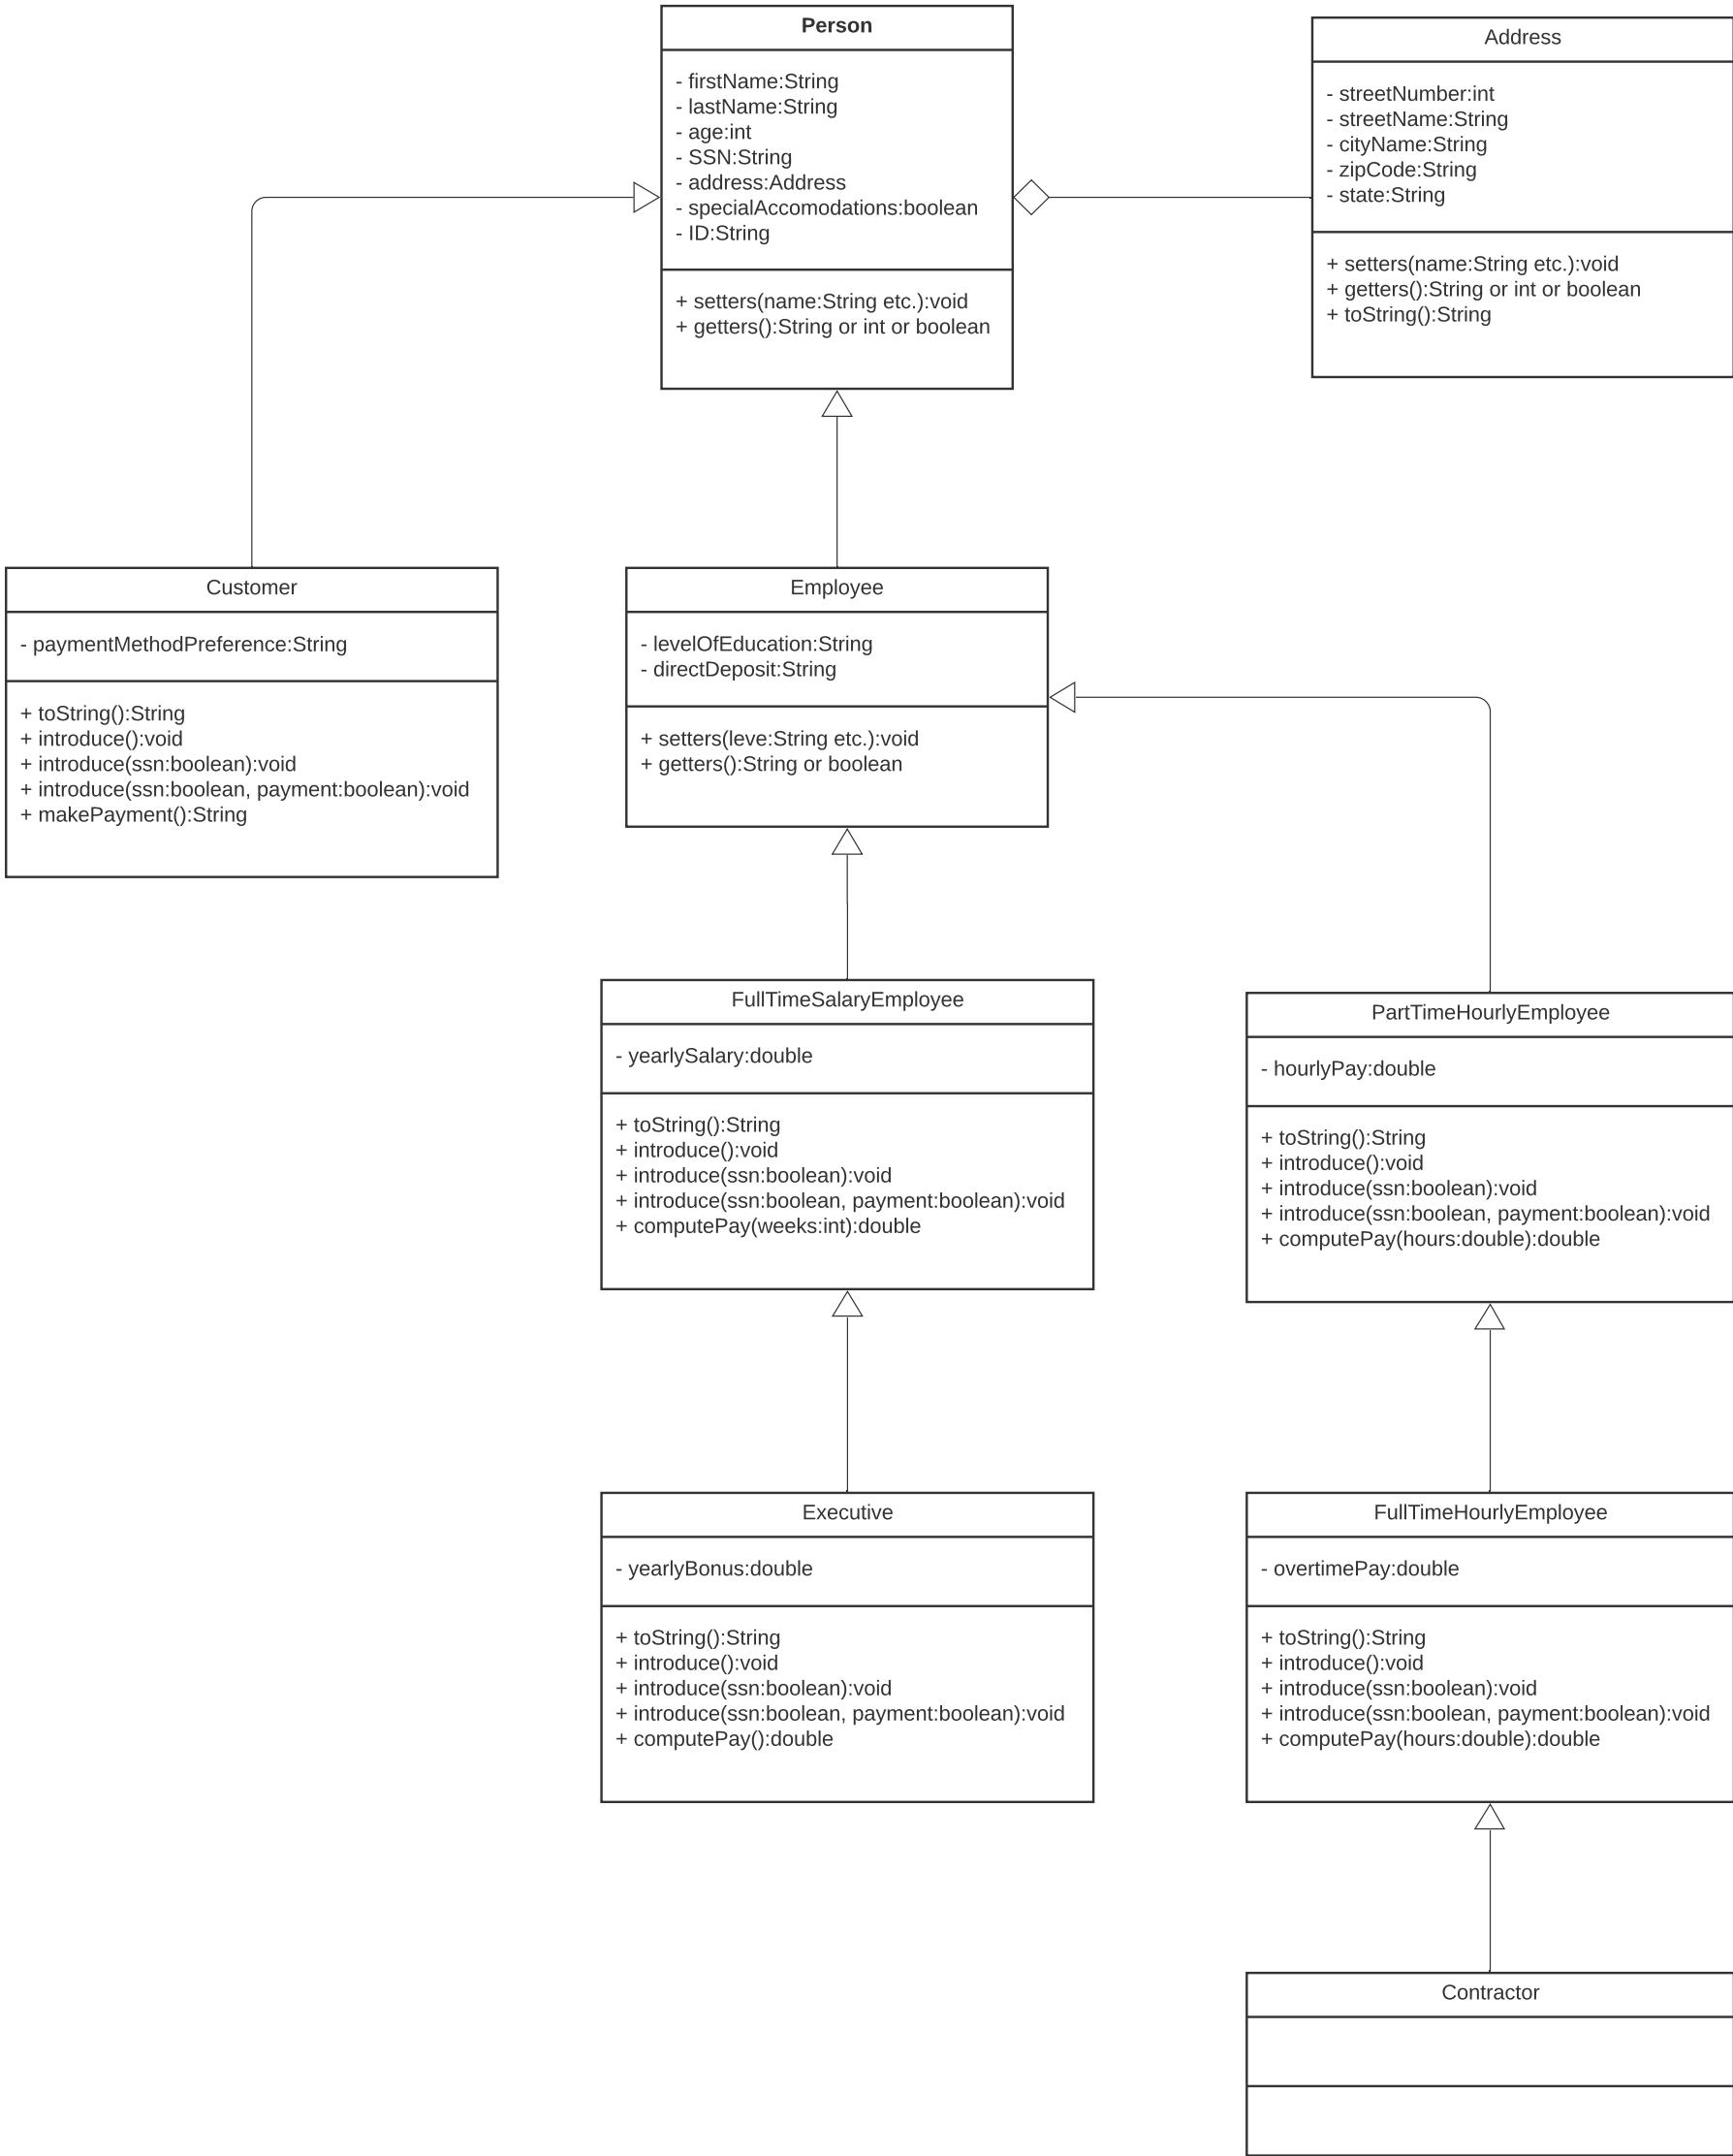 Person
- firstName:String
- lastName:String
- age:int
- SSN:String
- address:Address
- specialAccomodations:boolean
- ID:String
+ setters(name:String etc.):void
+ getters():String or int or boolean
Address
- streetNumber:int
- streetName:String
- cityName:String
- zipCode:String
- state:String
+ setters(name:String etc.):void
+ getters():String or int or boolean
+ toString():String
Customer
- paymentMethodPreference:String
+ toString():String
+ introduce():void
+ introduce(ssn:boolean):void
+ introduce(ssn:boolean, payment:boolean):void
+ makePayment():String
Employee
- levelOfEducation:String
- directDeposit:String
+ setters(leve:String etc.):void
+ getters():String or boolean
FullTimeSalaryEmployee
- yearlySalary:double
+ toString():String
+ introduce():void
+ introduce(ssn:boolean):void
+ introduce(ssn:boolean, payment:boolean):void
+ computePay(weeks:int):double
PartTimeHourlyEmployee
- hourlyPay:double
+ toString():String
+ introduce():void
+ introduce(ssn:boolean):void
+ introduce(ssn:boolean, payment:boolean):void
+ computePay(hours:double):double
Executive
- yearlyBonus:double
+ toString():String
+ introduce():void
+ introduce(ssn:boolean):void
+ introduce(ssn:boolean, payment:boolean):void
+ computePay():double
FullTimeHourlyEmployee
- overtimePay:double
+ toString():String
+ introduce():void
+ introduce(ssn:boolean):void
+ introduce(ssn:boolean, payment:boolean):void
+ computePay(hours:double):double
Contractor